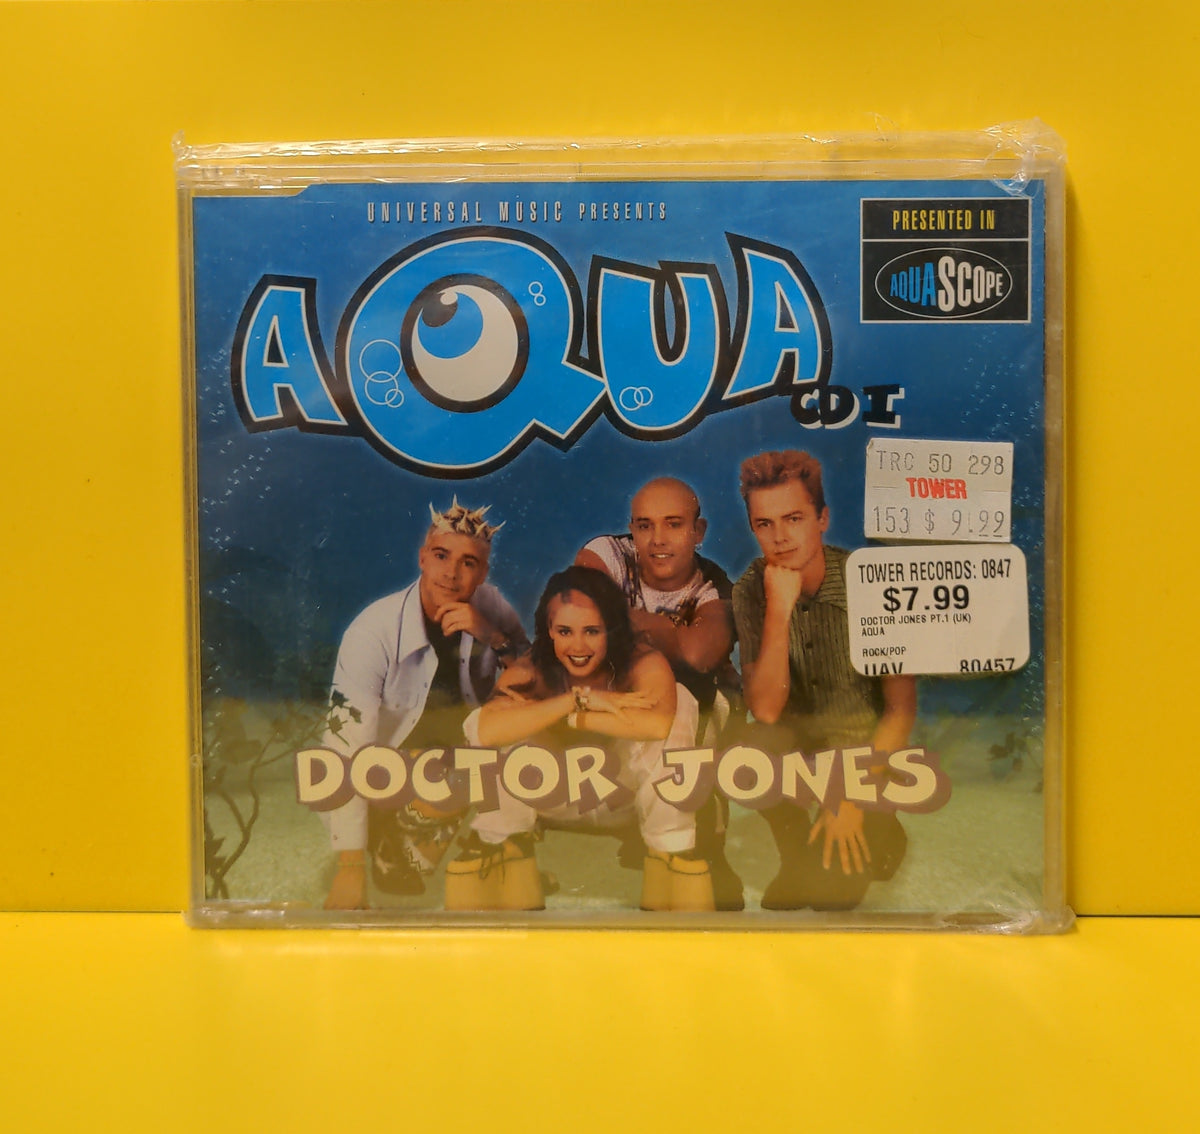 UNIVERSAL MUSIC PRESENTS
PRESENTED IN
AQUASCOPE
AQUA
CD I
TRC 50 298
TOWER
153 $ 9.99
TOWER RECORDS: 0847
$7.99
DOCTOR JONES PT.1 (UK)
AQUA
ROCK/POP
UAV 80457
DOCTOR JONES